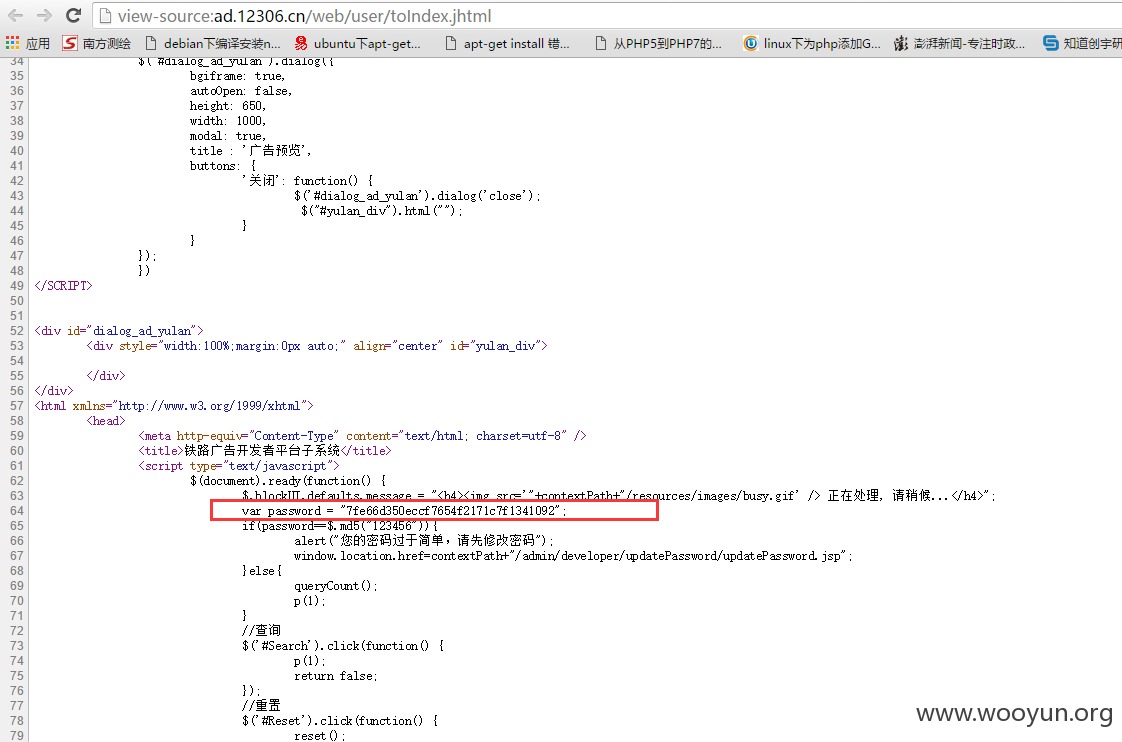 view-source:ad.12306.cn/web/user/toIndex.jhtml
应用 南方测绘 debian下编译安装n... ubuntu下apt-get... apt-get install 错... 从PHP5到PHP7的... linux下为php添加G... 澎湃新闻-专注时政... 知道创宇研
34 $('#dialog_ad_yulan').dialog({
35 bgiframe: true,
36 autoOpen: false,
37 height: 650,
38 width: 1000,
39 modal: true,
40 title : '广告预览',
41 buttons: {
42 '关闭': function() {
43 $('#dialog_ad_yulan').dialog('close');
44 $("#yulan_div").html("");
45 }
46 }
47 });
48 })
49 </SCRIPT>
50
51
52 <div id="dialog_ad_yulan">
53 <div style="width:100%;margin:0px auto;" align="center" id="yulan_div">
54
55 </div>
56 </div>
57 <html xmlns="http://www.w3.org/1999/xhtml">
58 <head>
59 <meta http-equiv="Content-Type" content="text/html; charset=utf-8" />
60 <title>铁路广告开发者平台子系统</title>
61 <script type="text/javascript">
62 $(document).ready(function() {
63 $.blockUI.defaults.message = "<h4><img src='"+contextPath+"/resources/images/busy.gif' /> 正在处理，请稍候...</h4>";
64 var password = "7fe66d350eccf7654f2171c7f1341092";
65 if(password==$.md5("123456")){
66 alert("您的密码过于简单，请先修改密码");
67 window.location.href=contextPath+"/admin/developer/updatePassword/updatePassword.jsp";
68 }else{
69 queryCount();
70 p(1);
71 }
72 //查询
73 $('#Search').click(function() {
74 p(1);
75 return false;
76 });
77 //重置
78 $('#Reset').click(function() {
79 reset();
www.wooyun.org